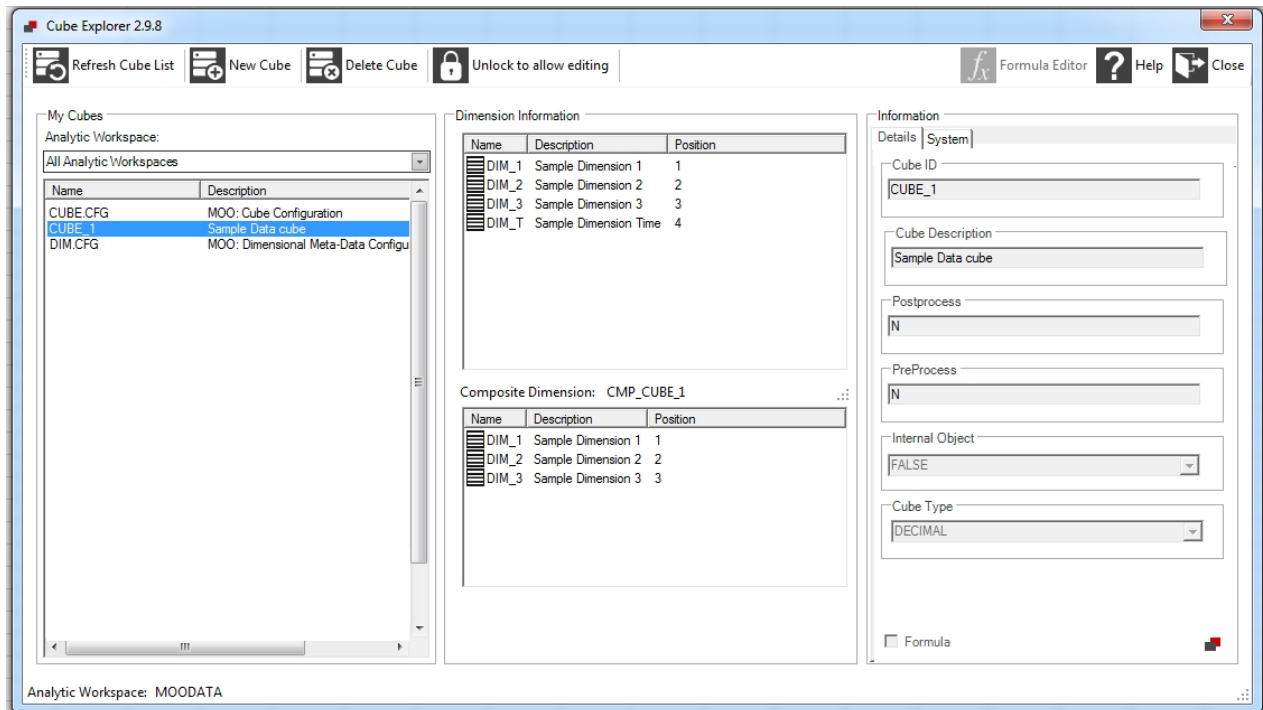 Cube Explorer 2.9.8
x
Refresh Cube List New Cube Delete Cube Unlock to allow editing fx Formula Editor ? Help Close
My Cubes
Analytic Workspace:
All Analytic Workspaces
Name Description
CUBE.CFG MOO: Cube Configuration
CUBE_1 Sample Data cube
DIM.CFG MOO: Dimensional Meta-Data Configu
Dimension Information
Name Description Position
DIM_1 Sample Dimension 1 1
DIM_2 Sample Dimension 2 2
DIM_3 Sample Dimension 3 3
DIM_T Sample Dimension Time 4
Composite Dimension: CMP_CUBE_1
Name Description Position
DIM_1 Sample Dimension 1 1
DIM_2 Sample Dimension 2 2
DIM_3 Sample Dimension 3 3
Information
Details System
Cube ID
CUBE_1
Cube Description
Sample Data cube
Postprocess
N
PreProcess
N
Internal Object
FALSE
Cube Type
DECIMAL
Formula
Analytic Workspace: MOODATA